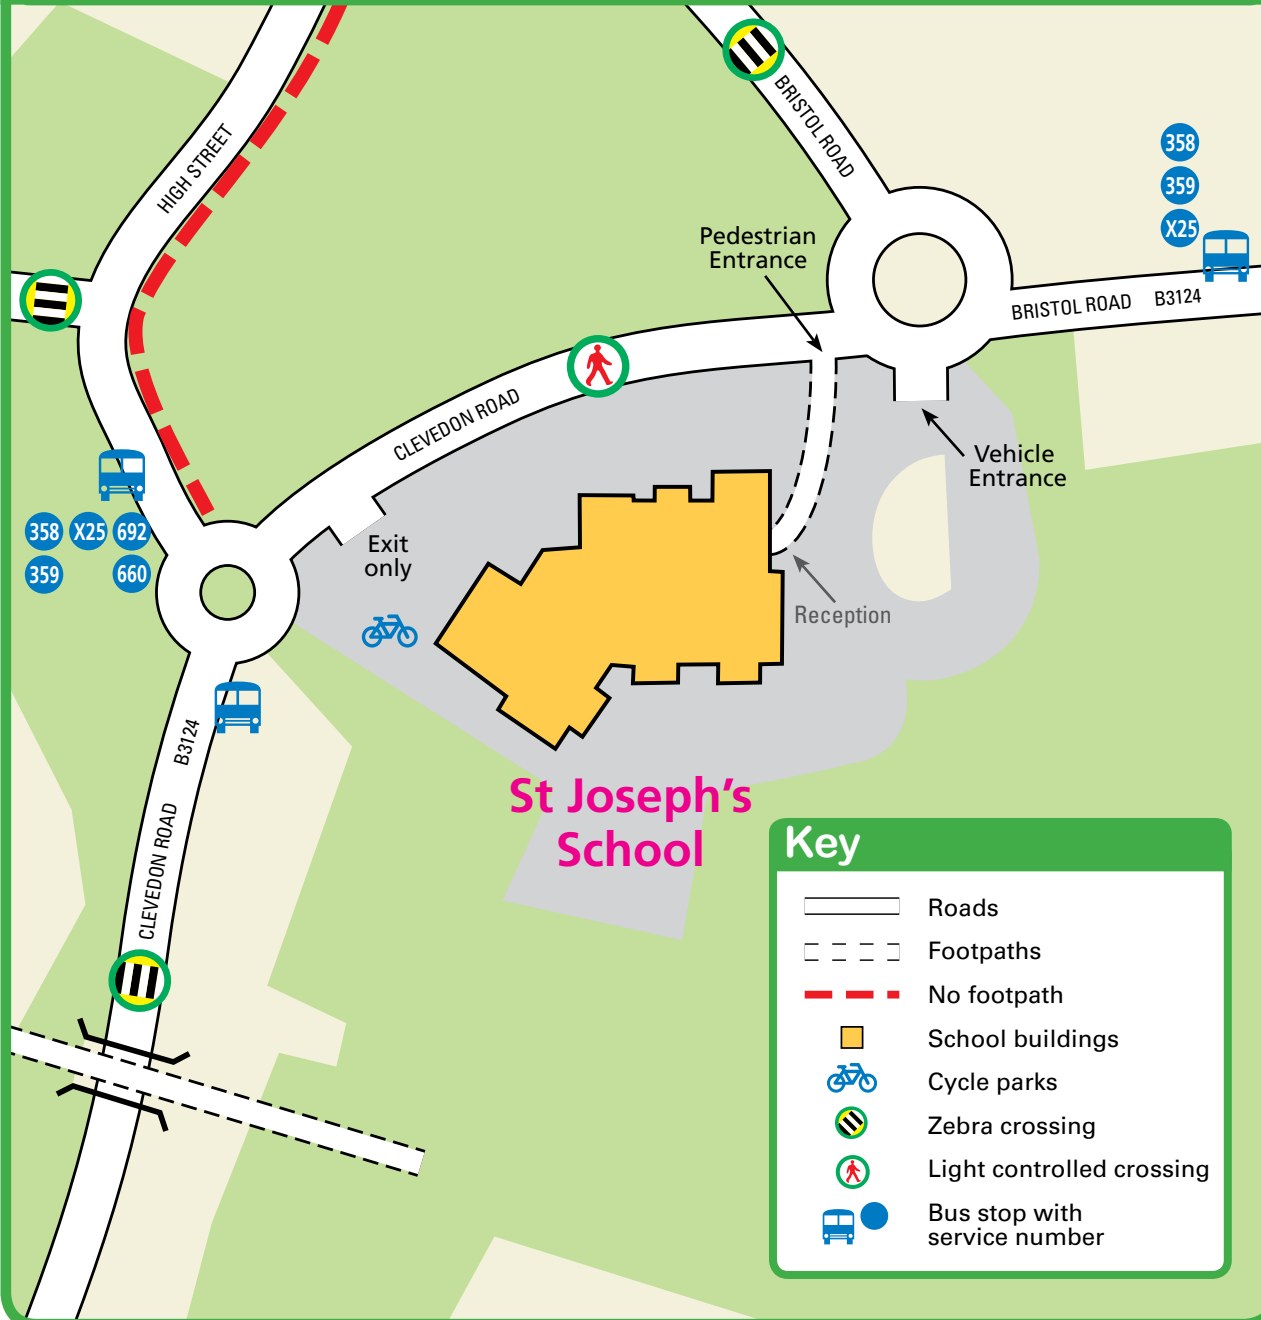 BRISTOL ROAD
HIGH STREET
358
359
X25
Pedestrian
Entrance
BRISTOL ROAD B3124
CLEVEDON ROAD
Vehicle
Entrance
358 X25 692
359 660
Exit
only
Reception
B3124
CLEVEDON ROAD
St Joseph's
School
Key
Roads
Footpaths
No footpath
School buildings
Cycle parks
Zebra crossing
Light controlled crossing
Bus stop with
service number